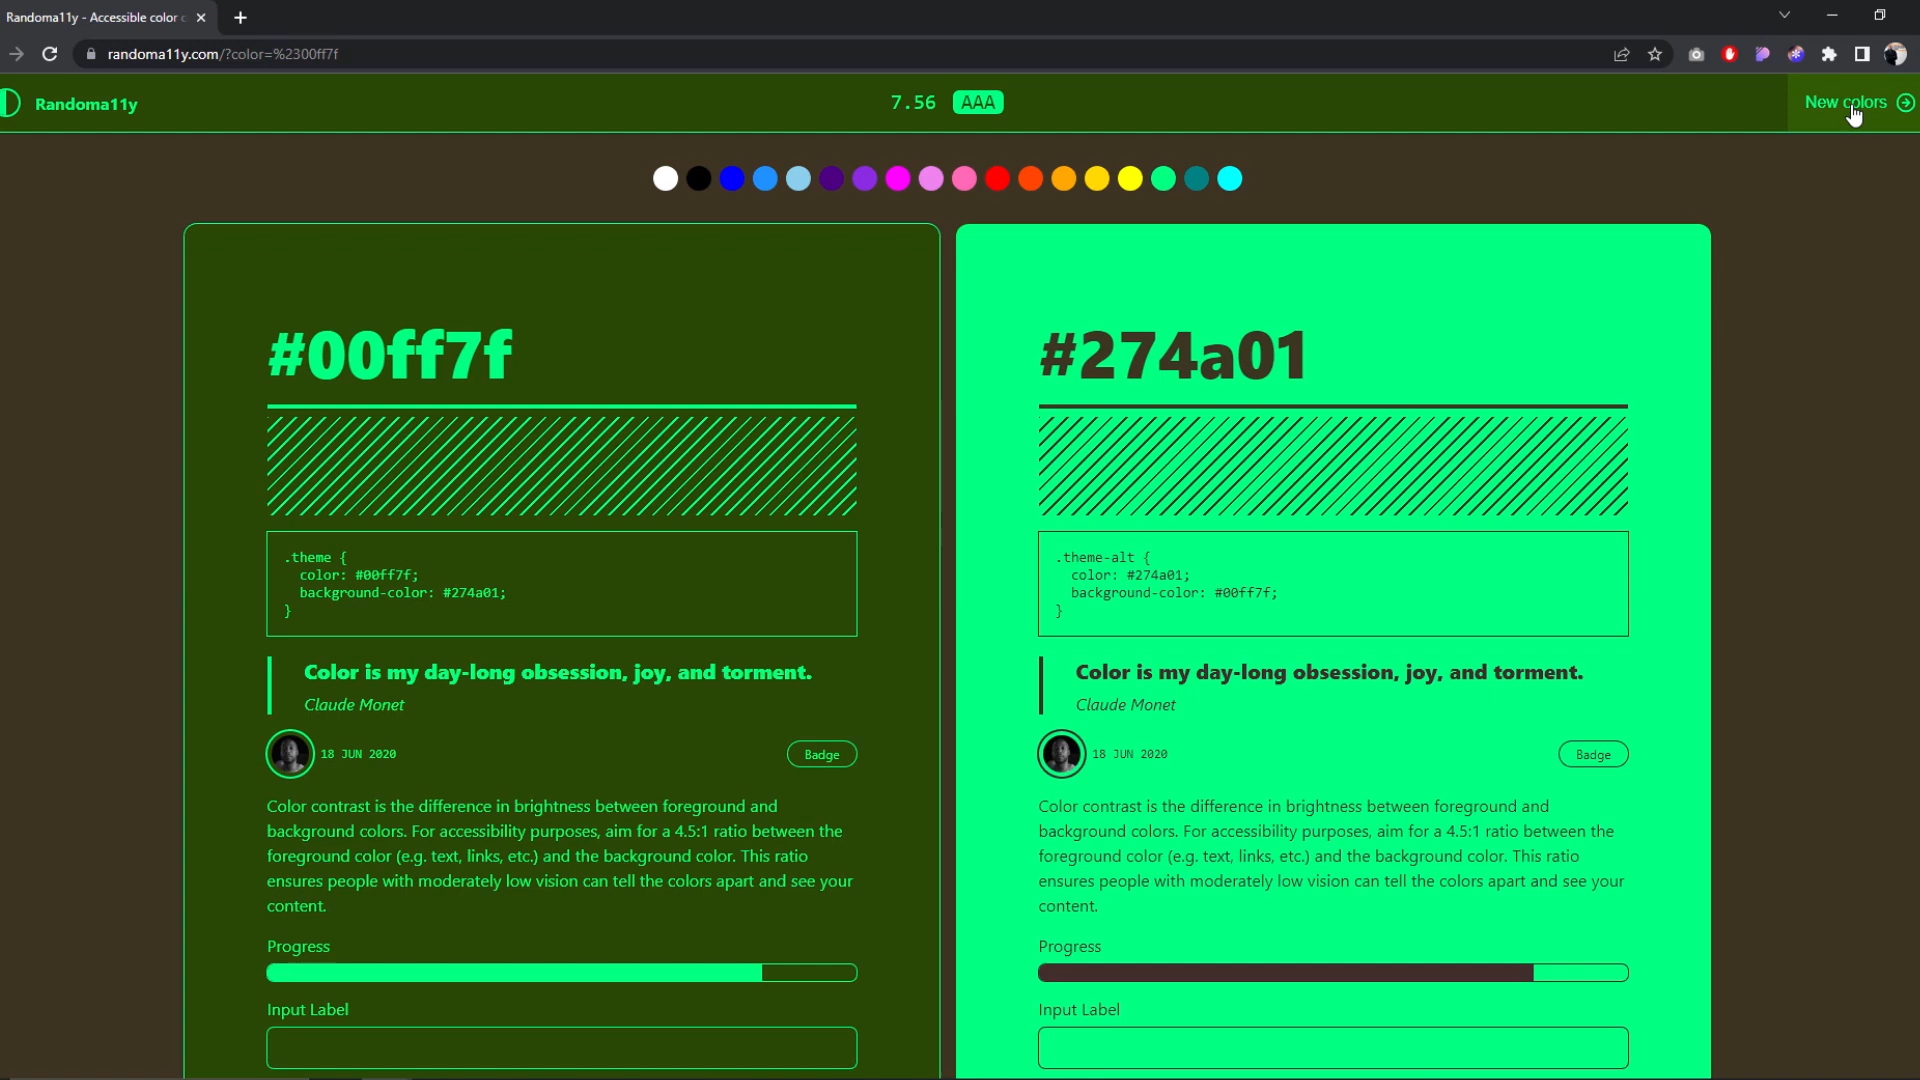 Randoma11y - Accessible color c
randoma11y.com/?color=%2300ff7f
Randoma11y
7.56 AAA
New colors
#00ff7f
.theme {
color: #00ff7f;
background-color: #274a01;
}
Color is my day-long obsession, joy, and torment.
Claude Monet
18 JUN 2020
Badge
Color contrast is the difference in brightness between foreground and
background colors. For accessibility purposes, aim for a 4.5:1 ratio between the
foreground color (e.g. text, links, etc.) and the background color. This ratio
ensures people with moderately low vision can tell the colors apart and see your
content.
Progress
Input Label
#274a01
.theme-alt {
color: #274a01;
background-color: #00ff7f;
}
Color is my day-long obsession, joy, and torment.
Claude Monet
18 JUN 2020
Badge
Color contrast is the difference in brightness between foreground and
background colors. For accessibility purposes, aim for a 4.5:1 ratio between the
foreground color (e.g. text, links, etc.) and the background color. This ratio
ensures people with moderately low vision can tell the colors apart and see your
content.
Progress
Input Label